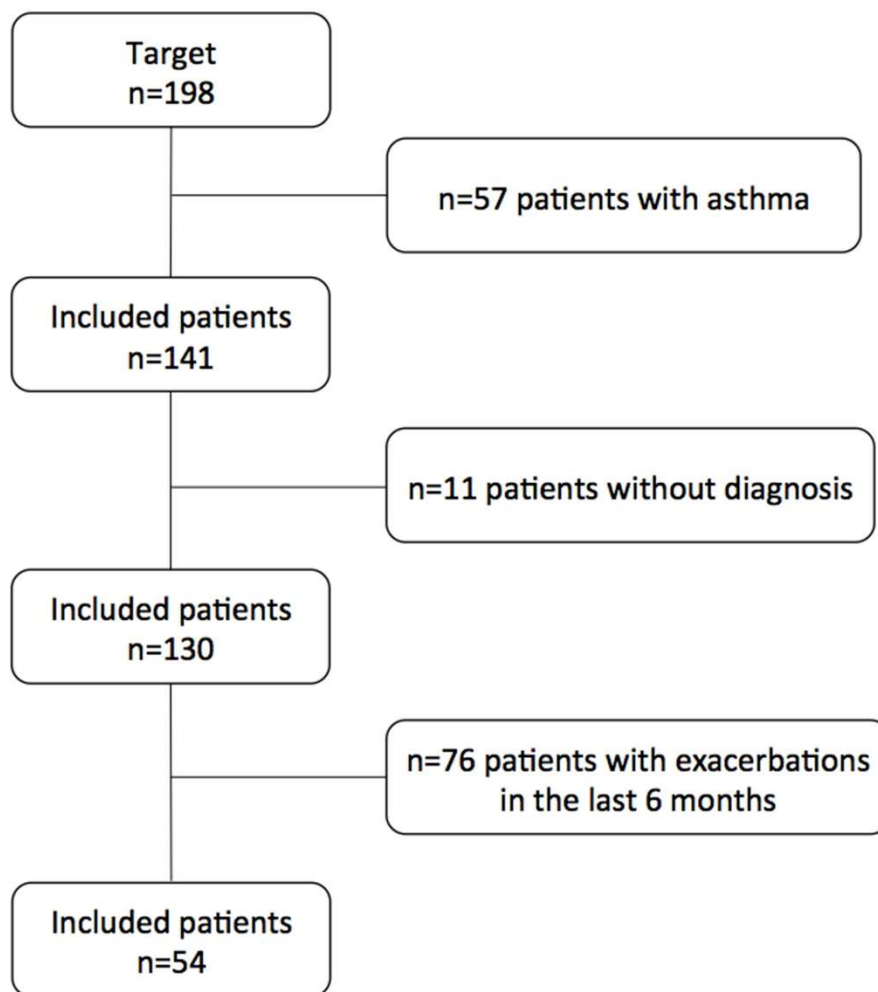 Target
n=198
n=57 patients with asthma
Included patients
n=141
n=11 patients without diagnosis
Included patients
n=130
n=76 patients with exacerbations
in the last 6 months
Included patients
n=54